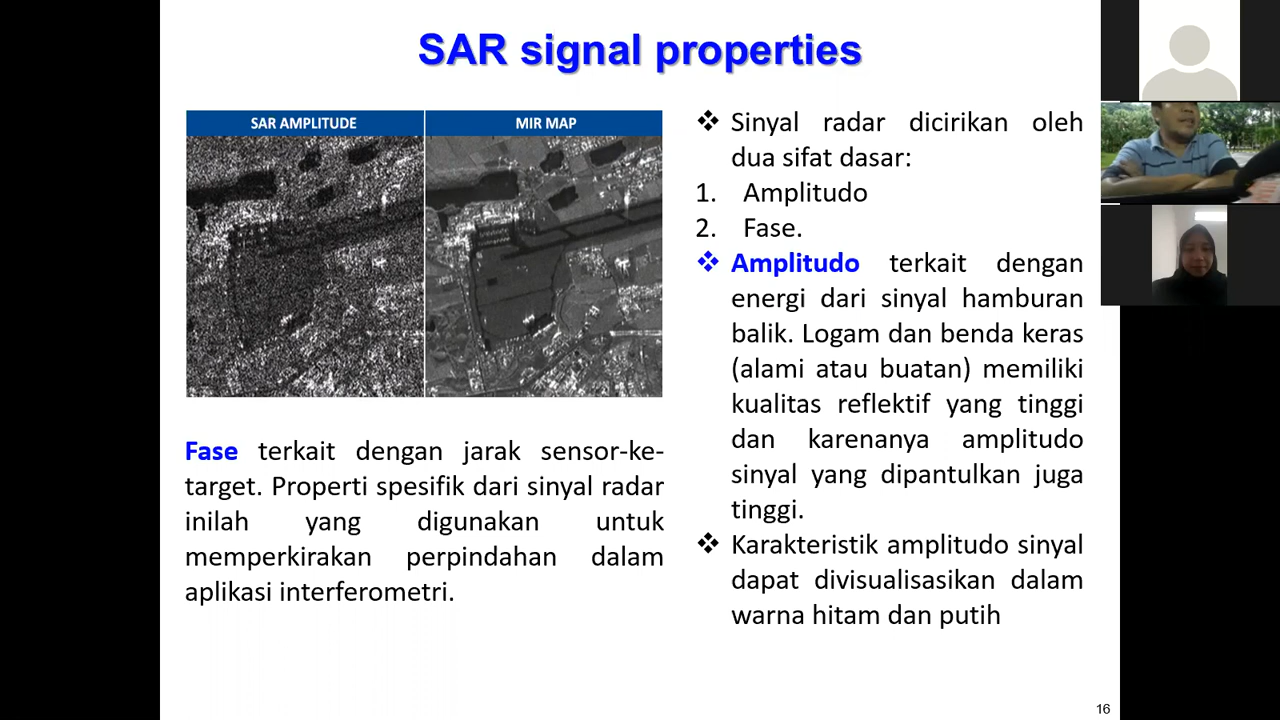 SAR signal properties
SAR AMPLITUDE
MIR MAP
Fase terkait dengan jarak sensor-ke-
target. Properti spesifik dari sinyal radar
inilah yang digunakan untuk
memperkirakan perpindahan dalam
aplikasi interferometri.
❖ Sinyal radar dicirikan oleh
dua sifat dasar:
1. Amplitudo
2. Fase.
❖ Amplitudo terkait dengan
energi dari sinyal hamburan
balik. Logam dan benda keras
(alami atau buatan) memiliki
kualitas reflektif yang tinggi
dan karenanya amplitudo
sinyal yang dipantulkan juga
tinggi.
❖ Karakteristik amplitudo sinyal
dapat divisualisasikan dalam
warna hitam dan putih
16